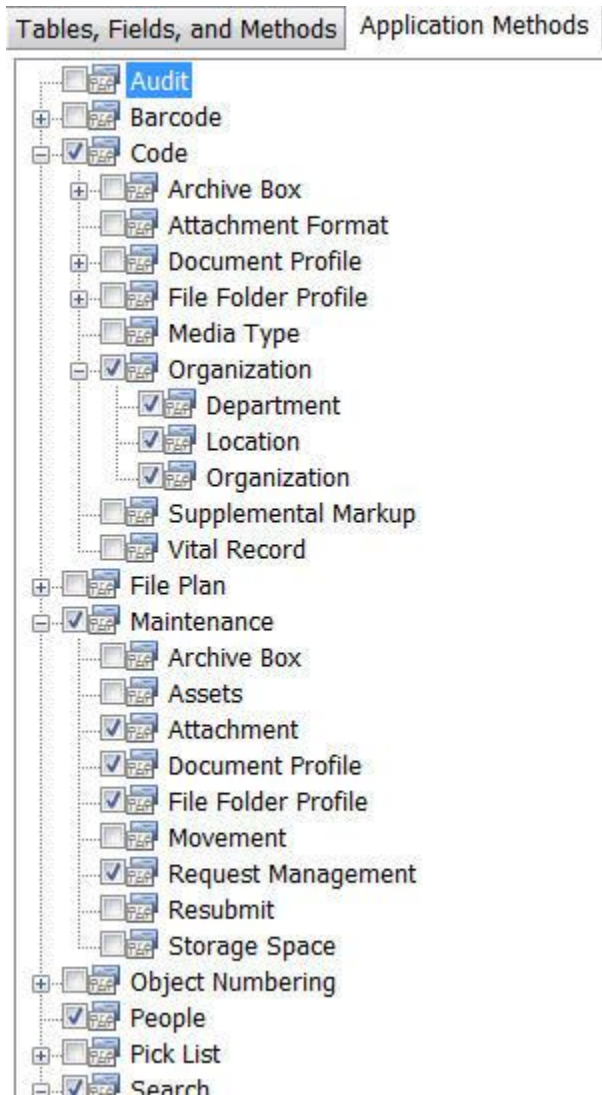 Tables, Fields, and Methods Application Methods
Audit
Barcode
Code
Archive Box
Attachment Format
Document Profile
File Folder Profile
Media Type
Organization
Department
Location
Organization
Supplemental Markup
Vital Record
File Plan
Maintenance
Archive Box
Assets
Attachment
Document Profile
File Folder Profile
Movement
Request Management
Resubmit
Storage Space
Object Numbering
People
Pick List
Search